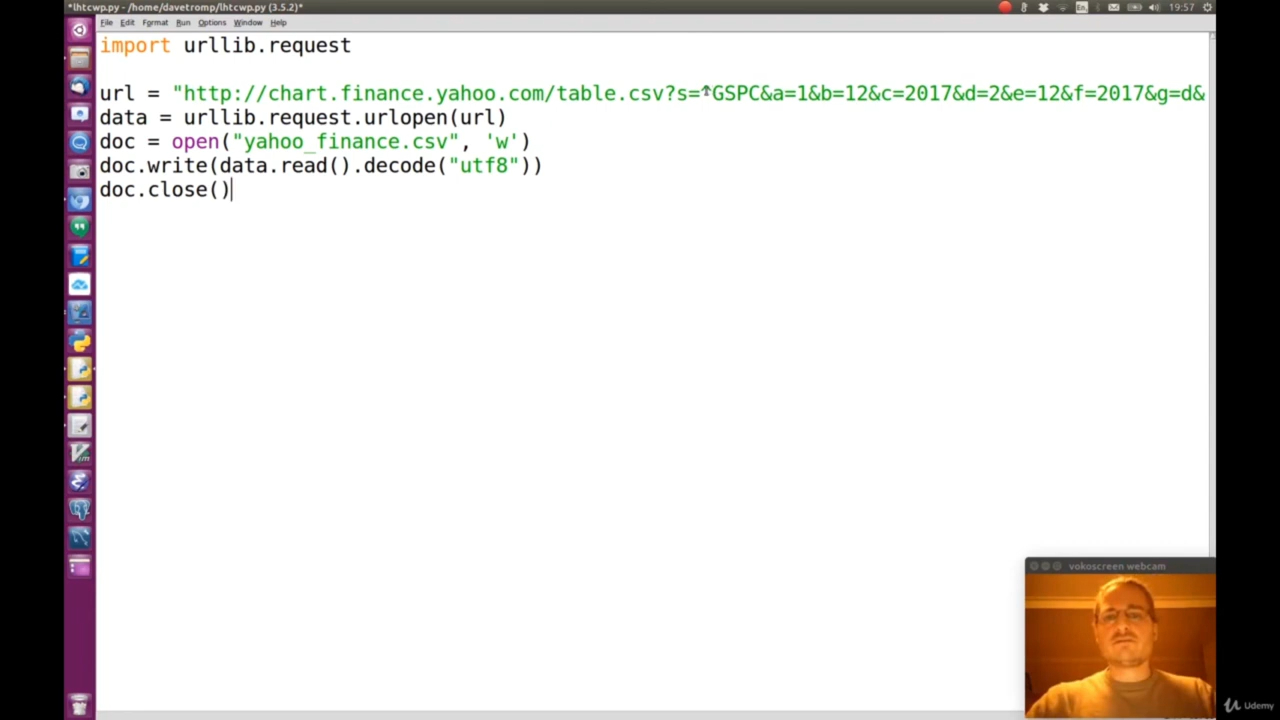 *lhtcwp.py - /home/davetromp/lhtcwp.py (3.5.2)*
En
19:57
File Edit Format Run Options Window Help
import urllib.request
url = "http://chart.finance.yahoo.com/table.csv?s=^GSPC&a=1&b=12&c=2017&d=2&e=12&f=2017&g=d&
data = urllib.request.urlopen(url)
doc = open("yahoo_finance.csv", 'w')
doc.write(data.read().decode("utf8"))
doc.close()
vokoscreen webcam
Udemy